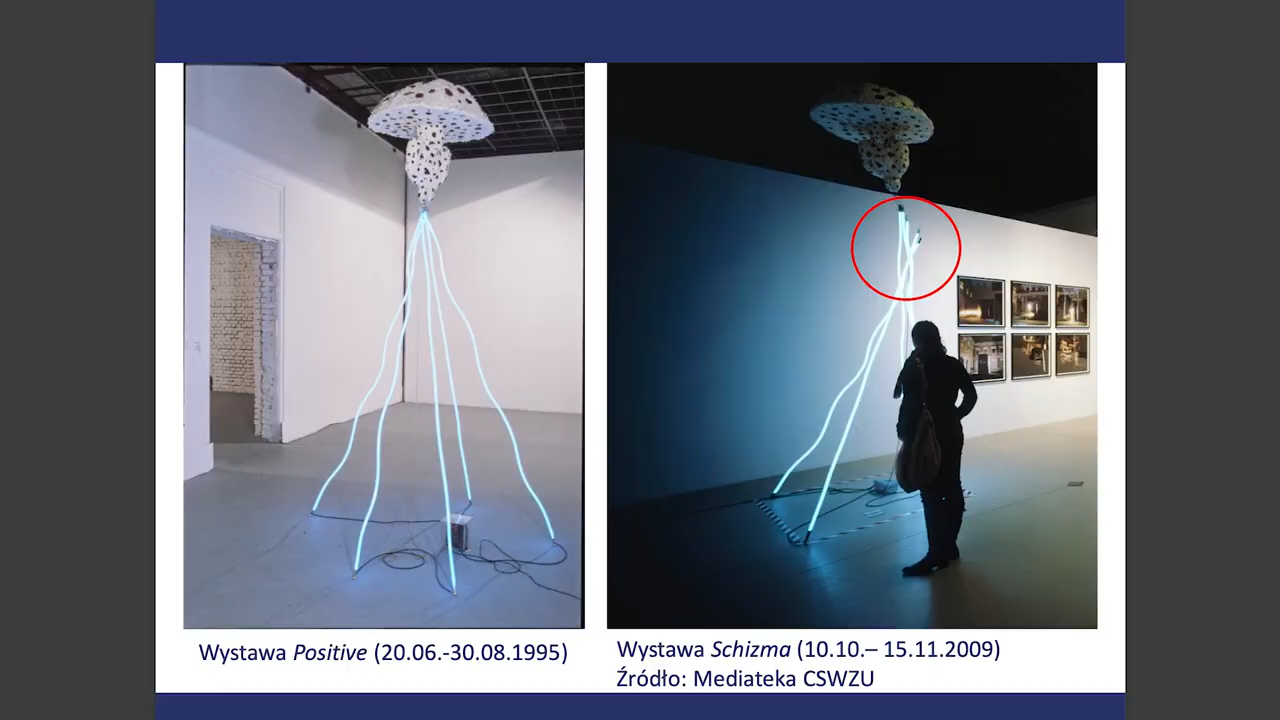 Wystawa Positive (20.06.-30.08.1995)
Wystawa Schizma (10.10.– 15.11.2009)
Źródło: Mediateka CSWZU